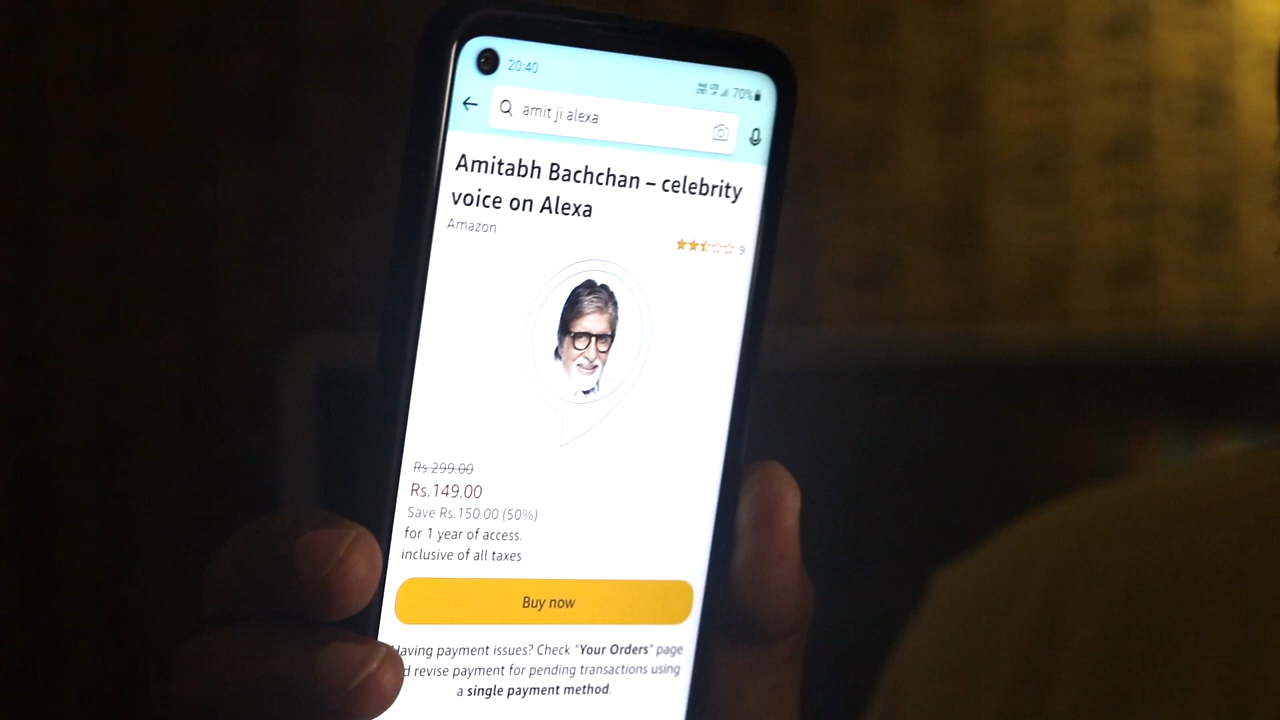 20:40
70%
amit ji alexa
Amitabh Bachchan – celebrity
voice on Alexa
Amazon
9
Rs.299.00
Rs.149.00
Save Rs.150.00 (50%)
for 1 year of access.
inclusive of all taxes
Buy now
Having payment issues? Check "Your Orders" page
revise payment for pending transactions using
a single payment method.